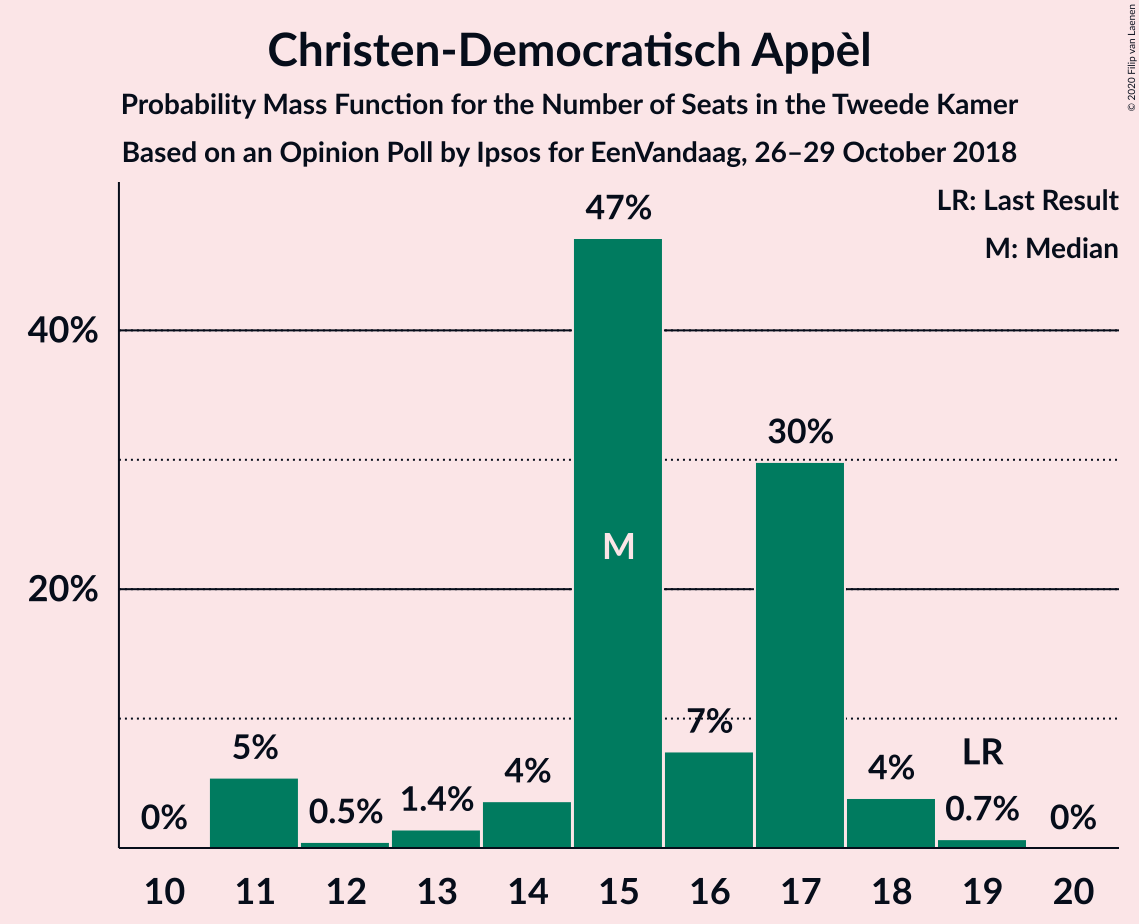 Christen-Democratisch Appèl
Probability Mass Function for the Number of Seats in the Tweede Kamer
Based on an Opinion Poll by Ipsos for EenVandaag, 26–29 October 2018
© 2020 Filip van Laenen
LR: Last Result
M: Median
40%
20%
0%
5%
0.5%
1.4%
4%
47%
M
7%
30%
4%
LR
0.7%
0%
10 11 12 13 14 15 16 17 18 19 20